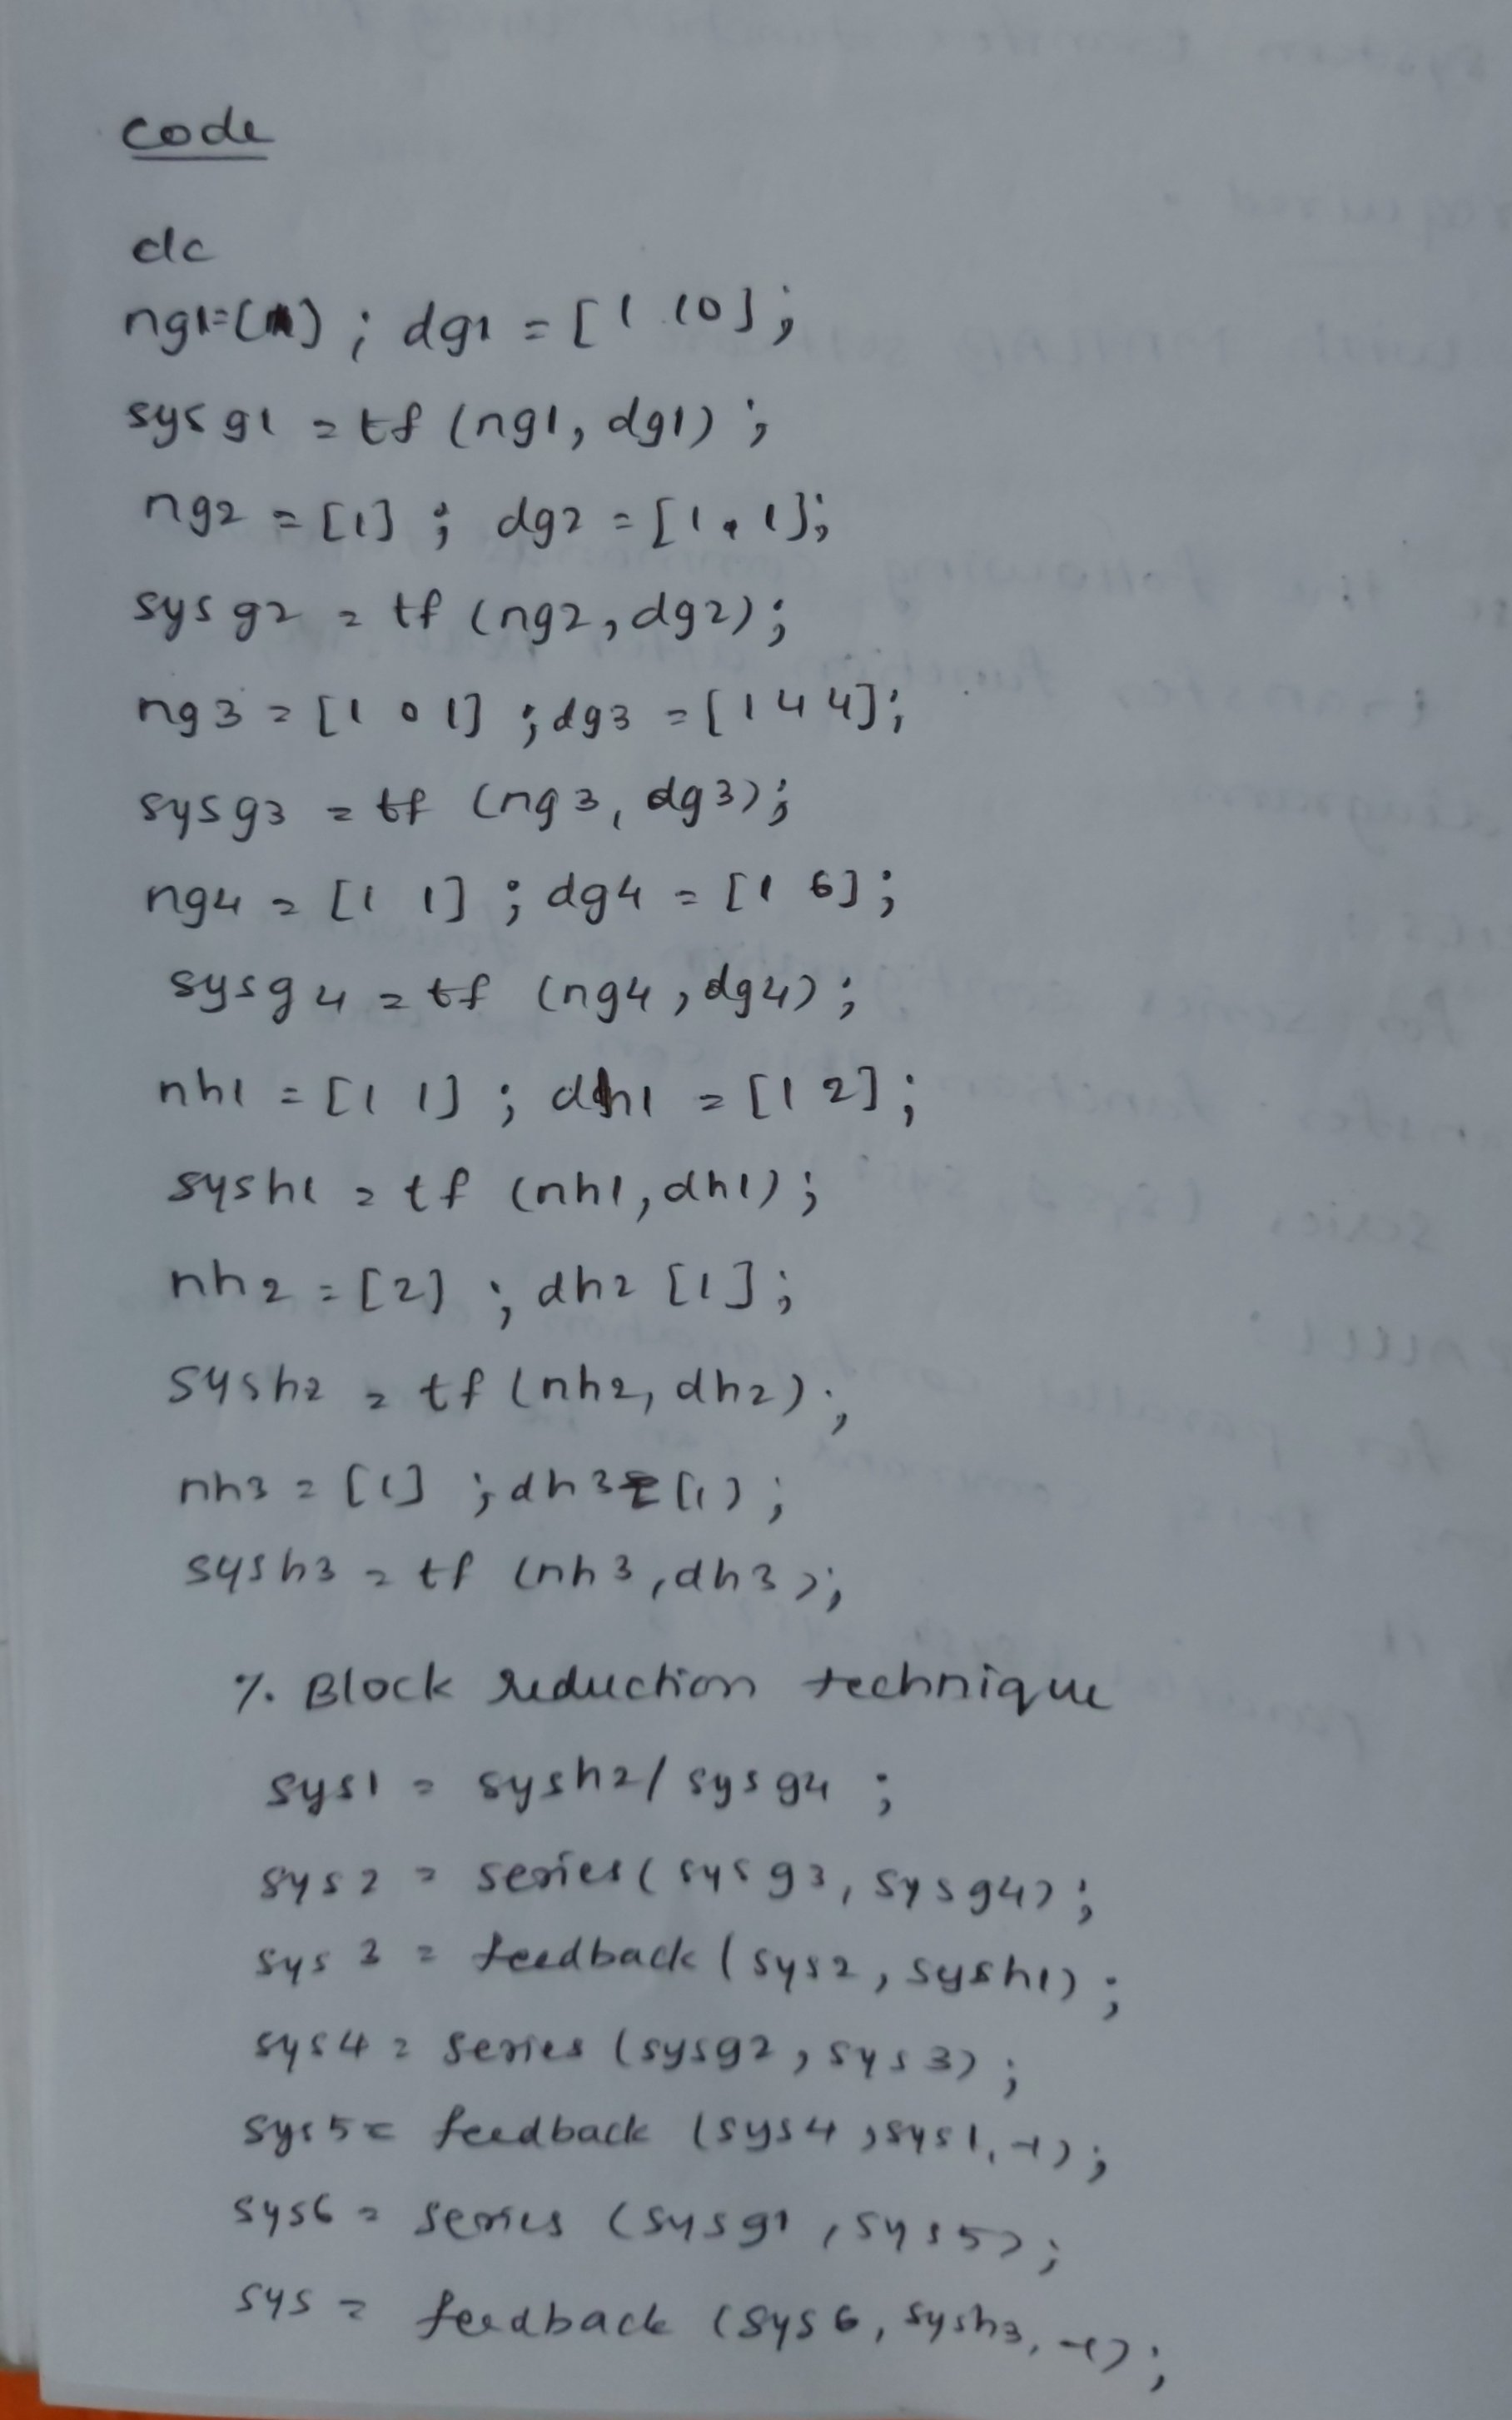 code
clc
ng1=[1]; dg1 = [1 10];
sysg1 = tf (ng1, dg1);
ng2 = [1]; dg2 = [1 1];
sysg2 = tf (ng2, dg2);
ng3 = [1 0 1]; dg3 = [1 4 4];
sysg3 = tf (ng3, dg3);
ng4 = [1 1]; dg4 = [1 6];
sysg4 = tf (ng4, dg4);
nh1 = [1 1]; dh1 = [1 2];
sysh1 = tf (nh1, dh1);
nh2 = [2]; dh2 [1];
sysh2 = tf (nh2, dh2);
nh3 = [1]; dh3 = [1];
sysh3 = tf (nh3, dh3);
% Block reduction technique
sys1 = sysh2/sysg4;
sys2 = series (sysg3, sysg4);
sys3 = feedback (sys2, sysh1);
sys4 = series (sysg2, sys3);
sys5 = feedback (sys4, sys1, -1);
sys6 = series (sysg1, sys5);
sys = feedback (sys6, sysh3, -1);